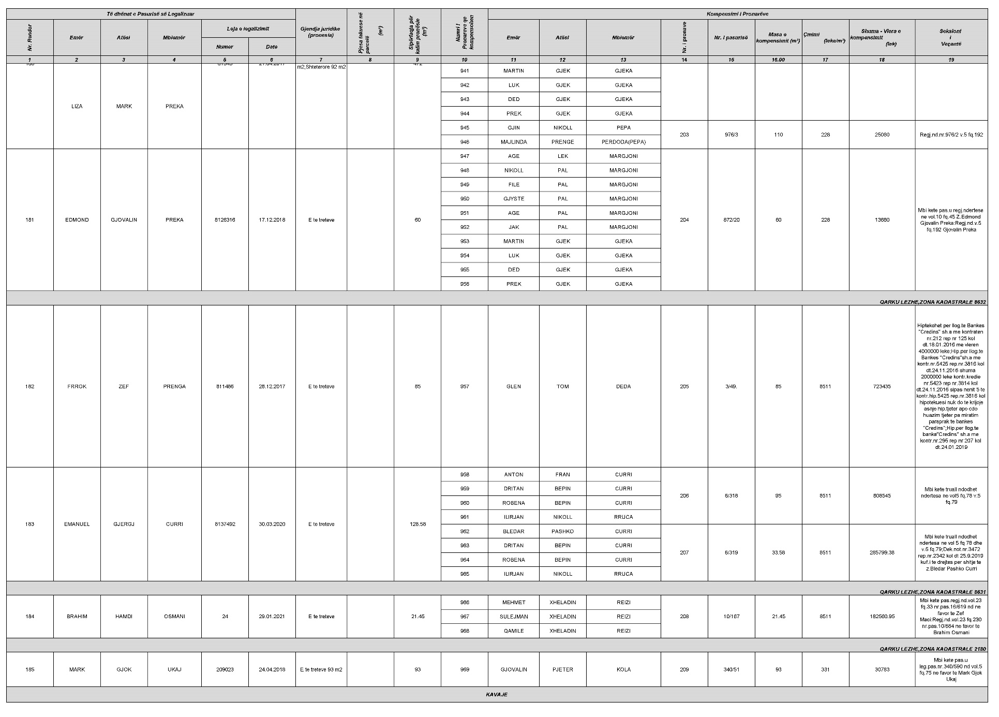 Të dhënat e Pasurisë së Legalizuar
Kompensimi i Pronarëve
Nr. Rendor
Emër
Atësi
Mbiemër
Leja e legalizimit
Numer
Date
Gjendja juridike
(pronesia)
Pjesa takuese në
parcelë
(m²)
Sipërfaqja për
kalim pronësie
(m²)
Numri i
Pronareve qe
kompensohen
Emër
Atësi
Mbiemër
Nr. i pronave
Nr. i pasurisë
Masa e
kompensimit (m²)
Çmimi
(leke/m²)
Shuma - Vlera e
kompensimit
(lek)
Seksioni
i
Veçantë
1 2 3 4 5 6 7 8 9 10 11 12 13 14 15 16.00 17 18 19
LIZA MARK PREKA
m2,Shteterore 92 m2
941 MARTIN GJEK GJEKA
942 LUK GJEK GJEKA
943 DED GJEK GJEKA
944 PREK GJEK GJEKA
945 GJIN NIKOLL PEPA
946 MAJLINDA PRENGE PERDODA(PEPA)
203 976/3 110 228 25080 Regj.nd.nr.976/2 v.5 fq.192
181 EDMOND GJOVALIN PREKA 8126316 17.12.2018 E te treteve 60
947 AGE LEK MARGJONI
948 NIKOLL PAL MARGJONI
949 FILE PAL MARGJONI
950 GJYSTE PAL MARGJONI
951 AGE PAL MARGJONI
952 JAK PAL MARGJONI
953 MARTIN GJEK GJEKA
954 LUK GJEK GJEKA
955 DED GJEK GJEKA
956 PREK GJEK GJEKA
204 872/20 60 228 13680
Mbi kete pas.u regj.ndertese
ne vol.10 fq.45 Z.Edmond
Gjovalin Preka:Regj.nd.v.5
fq.192 Gjovalin Preka
QARKU LEZHE,ZONA KADASTRALE 8632
182 FRROK ZEF PRENGA 811486 28.12.2017 E te treteve 85 957 GLEN TOM DEDA 205 3/49. 85 8511 723435
Hiptekohet per llog.te Bankes
"Credins" sh.a me kontraten
nr.212 rep nr 125 kol
dt.18.01.2016 me vleren
4000000 leke;Hip.per llog.te
Bankes "Credins"sh.a me
kontr.nr.5425 rep.nr.3816 kol
dt.24.11.2016 shuma
2000000 leke kontr.kredie
nr.5423 rep nr.3814 kol
dt.24.11.2016 sipas nenit 5 te
kontr.hip.5425 rep.nr.3816 kol
hipotekuesi nuk do te krijoje
asnje hip.tjeter apo cdo
huazim tjeter pa miratim
paraprak te bankes
"Credins";Hip.per llog.te
banka"Credins" sh.a me
kontr.nr.295 rep nr 207 kol
dt.24.01.2019
183 EMANUEL GJERGJ CURRI 8137492 30.03.2020 E te treteve 128.58
958 ANTON FRAN CURRI
959 DRITAN BEPIN CURRI
960 ROBENA BEPIN CURRI
961 ILIRJAN NIKOLL RRUCA
206 6/318 95 8511 808545
Mbi kete truall ndodhet
ndertesa ne vol5 fq.78 v.5
fq.79
962 BLEDAR PASHKO CURRI
963 DRITAN BEPIN CURRI
964 ROBENA BEPIN CURRI
965 ILIRJAN NIKOLL RRUCA
207 6/319 33.58 8511 285799.38
Mbi kete truall ndodhet
ndertesa ne vol 5 fq 78 dhe
v.5 fq.79;Dek.not.nr.3472
rep.nr.2342 kol dt 25.9.2019
kuf.i te drejtes per shitje te
z.Bledar Pashko Curri
QARKU LEZHE,ZONA KADASTRALE 8631
184 BRAHIM HAMDI OSMANI 24 29.01.2021 E te treteve 21.45
966 MEHMET XHELADIN REIZI
967 SULEJMAN XHELADIN REIZI
968 QAMILE XHELADIN REIZI
208 10/167 21.45 8511 182560.95
Mbi kete pas.regj.nd.vol.23
fq.33 nr.pas.16/619 nd ne
favor te Zef
Maci:Regj.nd.vol.23 fq.230
nr.pas.10/684 ne favor te
Brahim Osmani
QARKU LEZHE,ZONA KADASTRALE 2180
185 MARK GJOK UKAJ 209023 24.04.2018 E te treteve 93 m2 93 969 GJOVALIN PJETER KOLA 209 340/51 93 331 30783
Mbi kete pas.u
leg.pas.nr.340/590 nd vol.5
fq.75 ne favor te Mark Gjok
Ukaj
KAVAJE